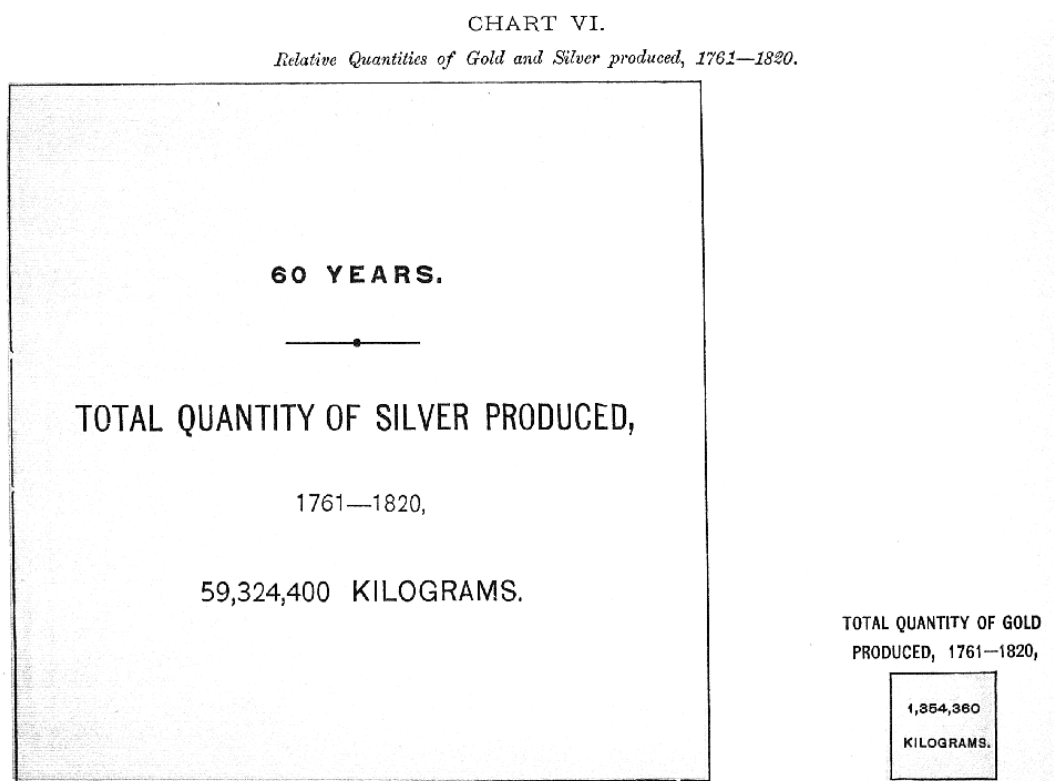 CHART VI.
Relative Quantities of Gold and Silver produced, 1761—1820.
60 YEARS.
TOTAL QUANTITY OF SILVER PRODUCED,
1761—1820,
59,324,400 KILOGRAMS.
TOTAL QUANTITY OF GOLD
PRODUCED, 1761—1820,
1,354,360
KILOGRAMS.